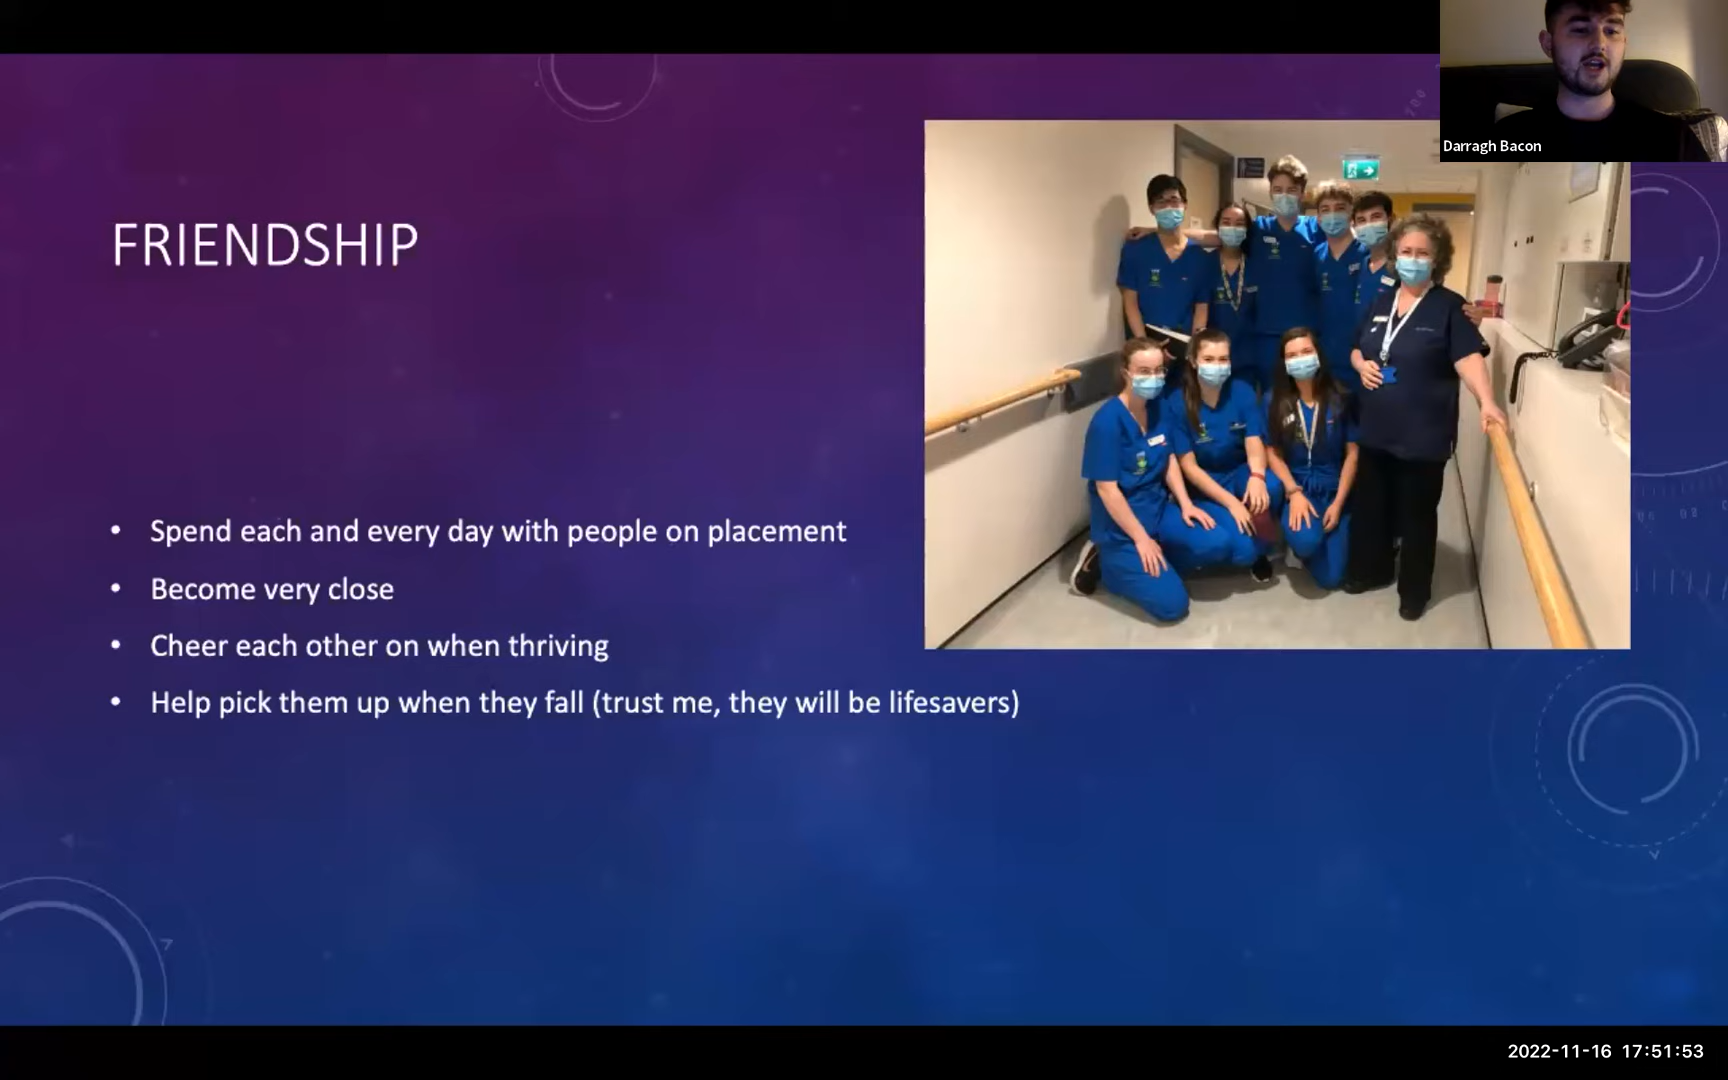 Darragh Bacon
FRIENDSHIP
• Spend each and every day with people on placement
• Become very close
• Cheer each other on when thriving
• Help pick them up when they fall (trust me, they will be lifesavers)
2022-11-16 17:51:53